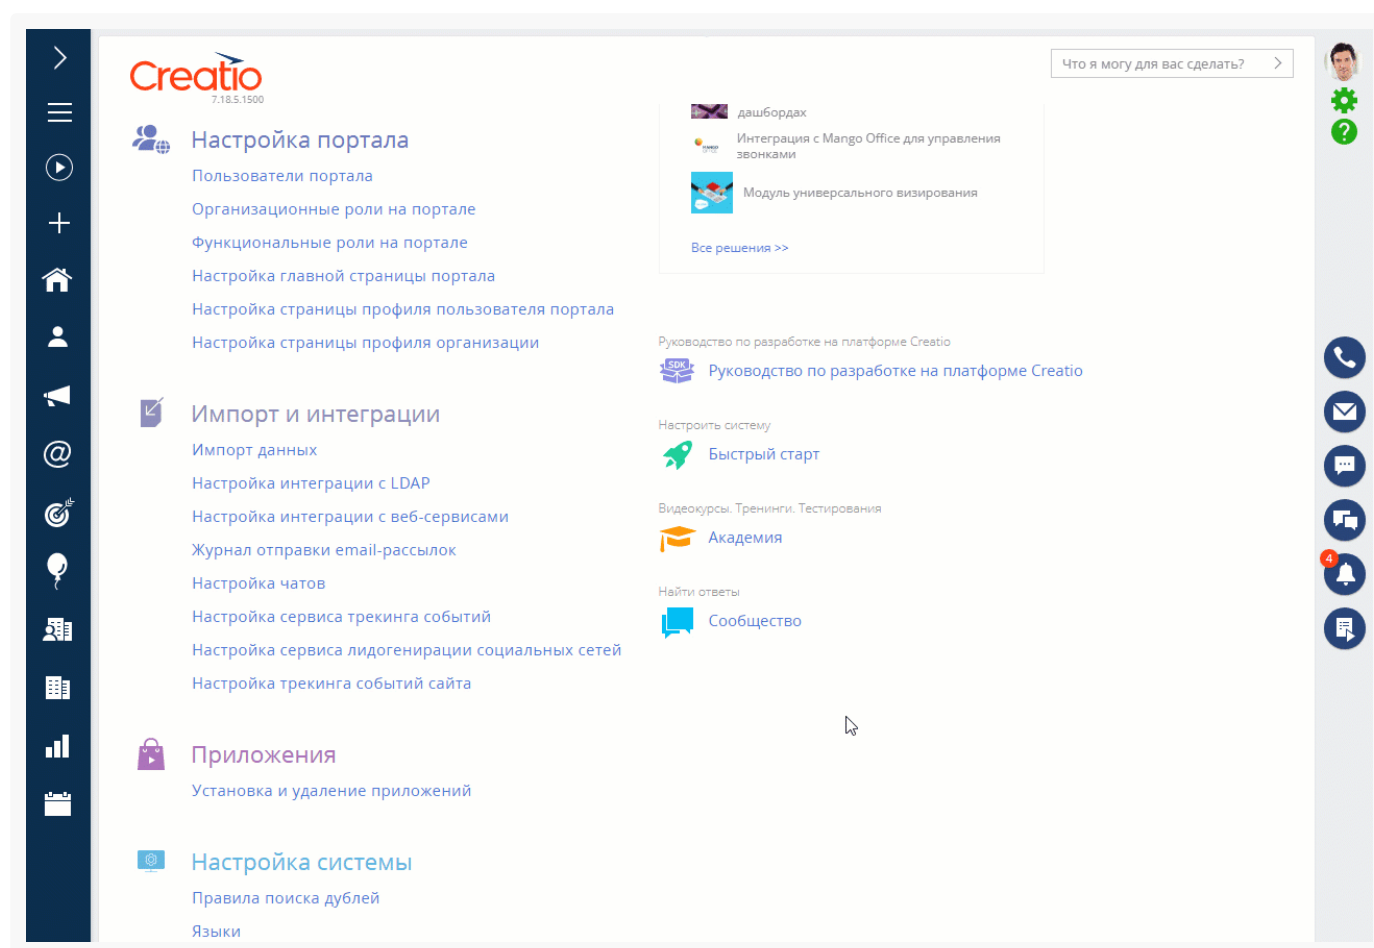 Creatio
7.18.5.1500
Что я могу для вас сделать?
Настройка портала
Пользователи портала
Организационные роли на портале
Функциональные роли на портале
Настройка главной страницы портала
Настройка страницы профиля пользователя портала
Настройка страницы профиля организации
Импорт и интеграции
Импорт данных
Настройка интеграции с LDAP
Настройка интеграции с веб-сервисами
Журнал отправки email-рассылок
Настройка чатов
Настройка сервиса трекинга событий
Настройка сервиса лидогенирации социальных сетей
Настройка трекинга событий сайта
Приложения
Установка и удаление приложений
Настройка системы
Правила поиска дублей
Языки
дашбордах
Интеграция с Mango Office для управления
звонками
Модуль универсального визирования
Все решения >>
Руководство по разработке на платформе Creatio
SDK
Руководство по разработке на платформе Creatio
Настроить систему
Быстрый старт
Видеокурсы. Тренинги. Тестирования
Академия
Найти ответы
Сообщество
4